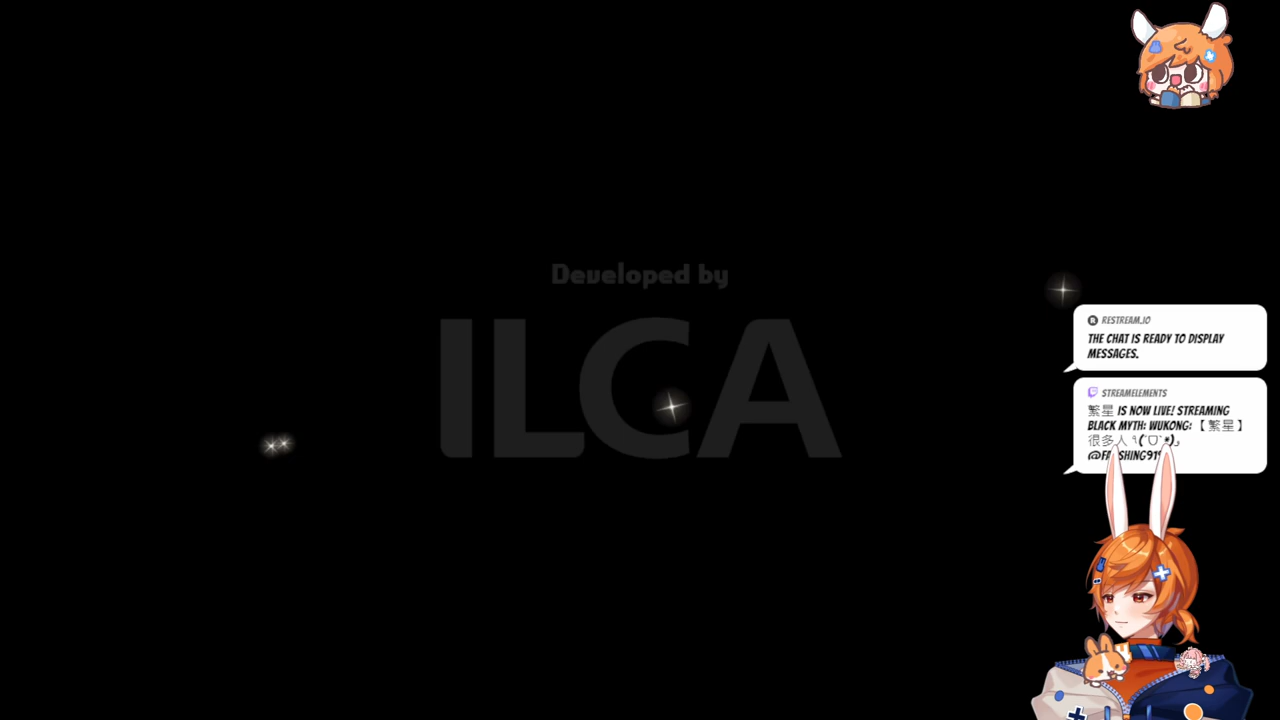 Developed by
ILCA
RESTREAM.IO
THE CHAT IS READY TO DISPLAY
MESSAGES.
STREAMELEMENTS
繁星 IS NOW LIVE! STREAMING
BLACK MYTH: WUKONG: 【繁星】
很多人